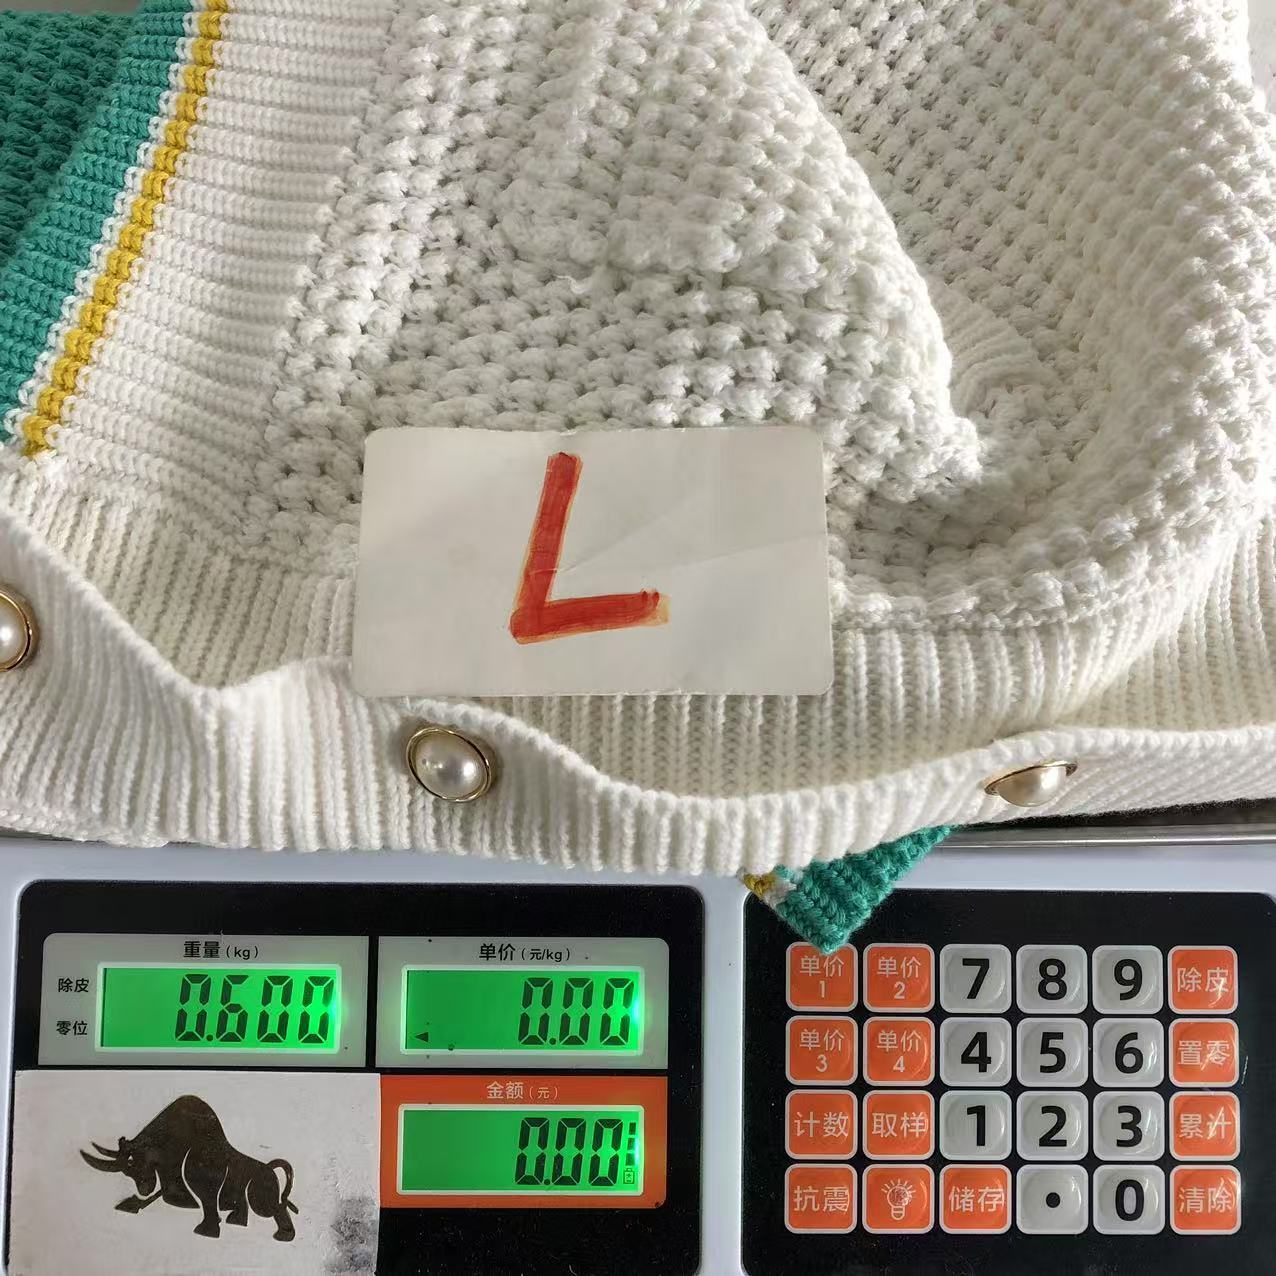 L
重量（kg）
除皮
零位
0.600
单价（元/kg）
0.00
金额（元）
0.00
单价1 单价2 7 8 9 除皮
单价3 单价4 4 5 6 置零
计数 取样 1 2 3 累计
抗震 储存 · 0 清除